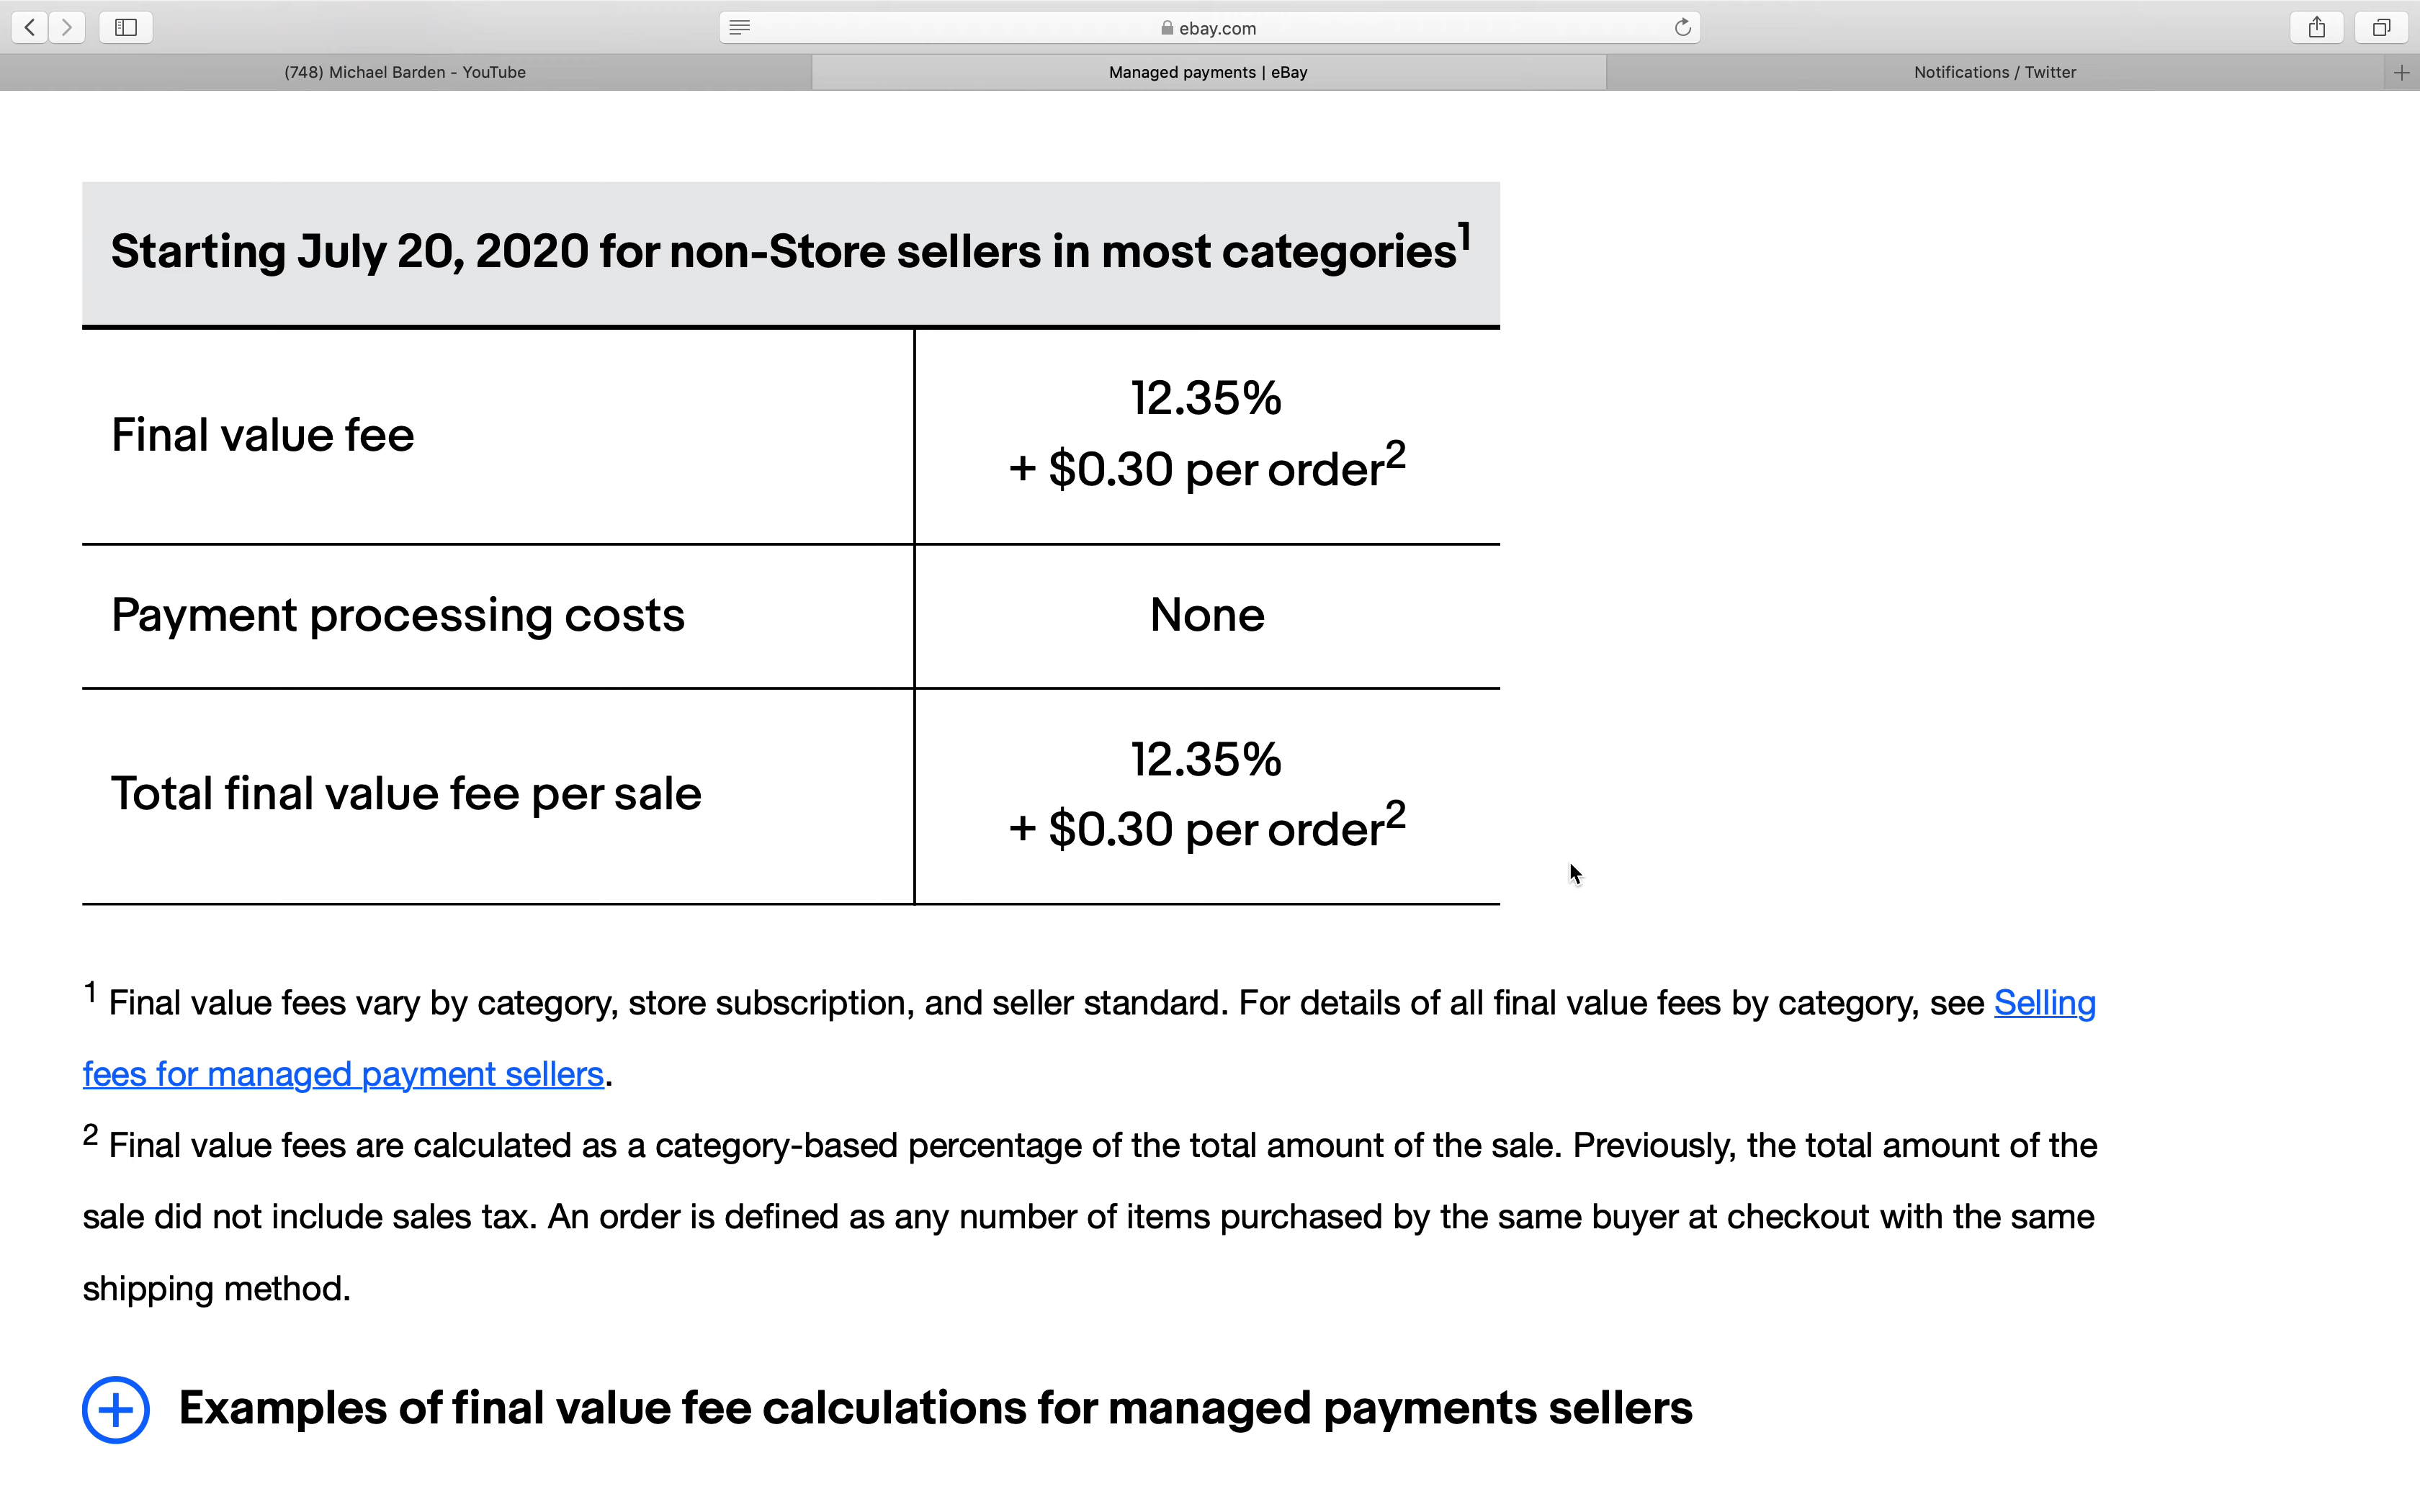 ebay.com
(748) Michael Barden - YouTube
Managed payments | eBay
Notifications / Twitter
Starting July 20, 2020 for non-Store sellers in most categories¹
Final value fee
12.35%
+ $0.30 per order²
Payment processing costs
None
Total final value fee per sale
12.35%
+ $0.30 per order²
¹ Final value fees vary by category, store subscription, and seller standard. For details of all final value fees by category, see Selling
fees for managed payment sellers.
² Final value fees are calculated as a category-based percentage of the total amount of the sale. Previously, the total amount of the
sale did not include sales tax. An order is defined as any number of items purchased by the same buyer at checkout with the same
shipping method.
Examples of final value fee calculations for managed payments sellers